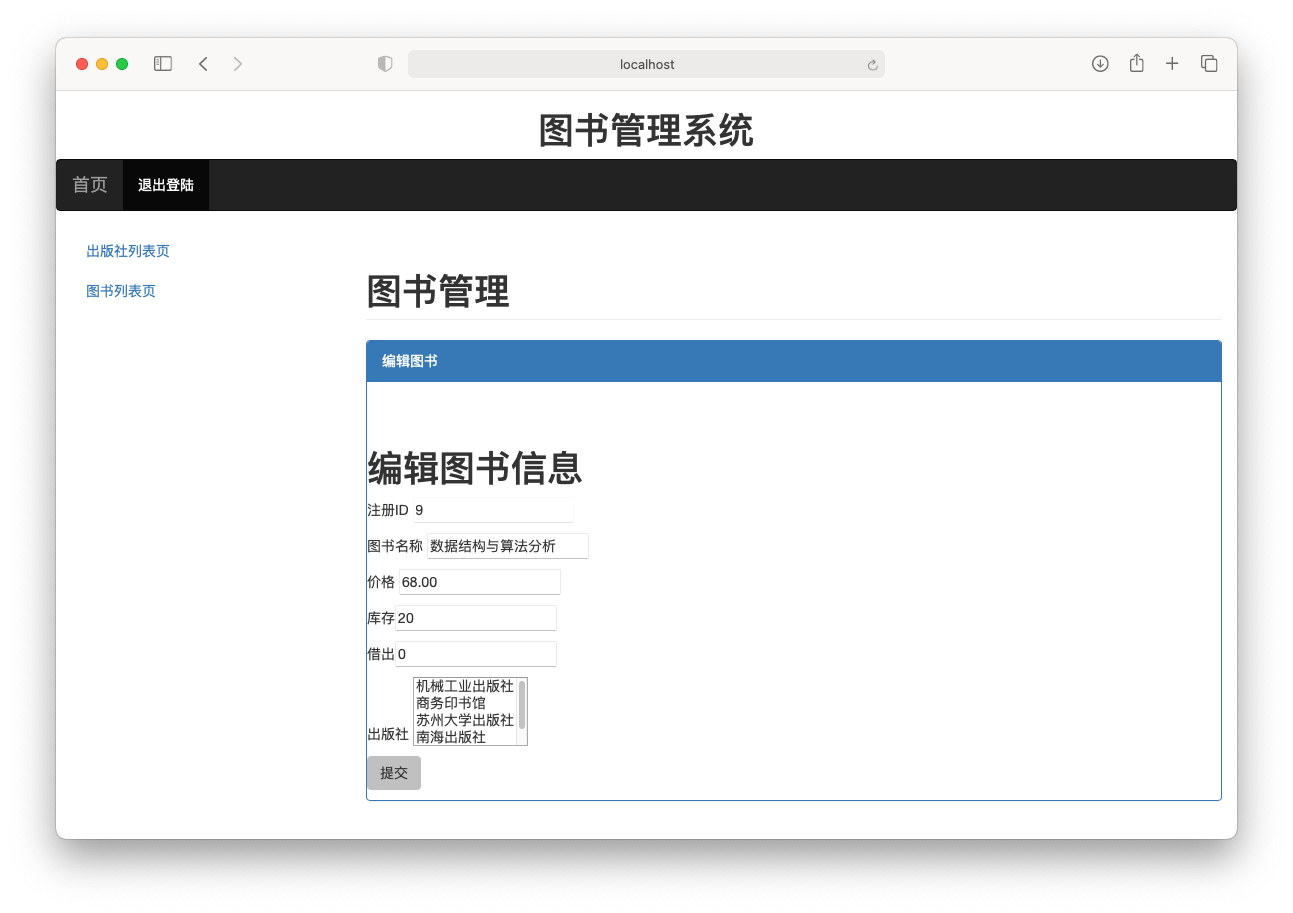 localhost
图书管理系统
首页 退出登陆
出版社列表页
图书列表页
图书管理
编辑图书
编辑图书信息
注册ID 9
图书名称 数据结构与算法分析
价格 68.00
库存 20
借出 0
出版社
机械工业出版社
商务印书馆
苏州大学出版社
南海出版社
提交